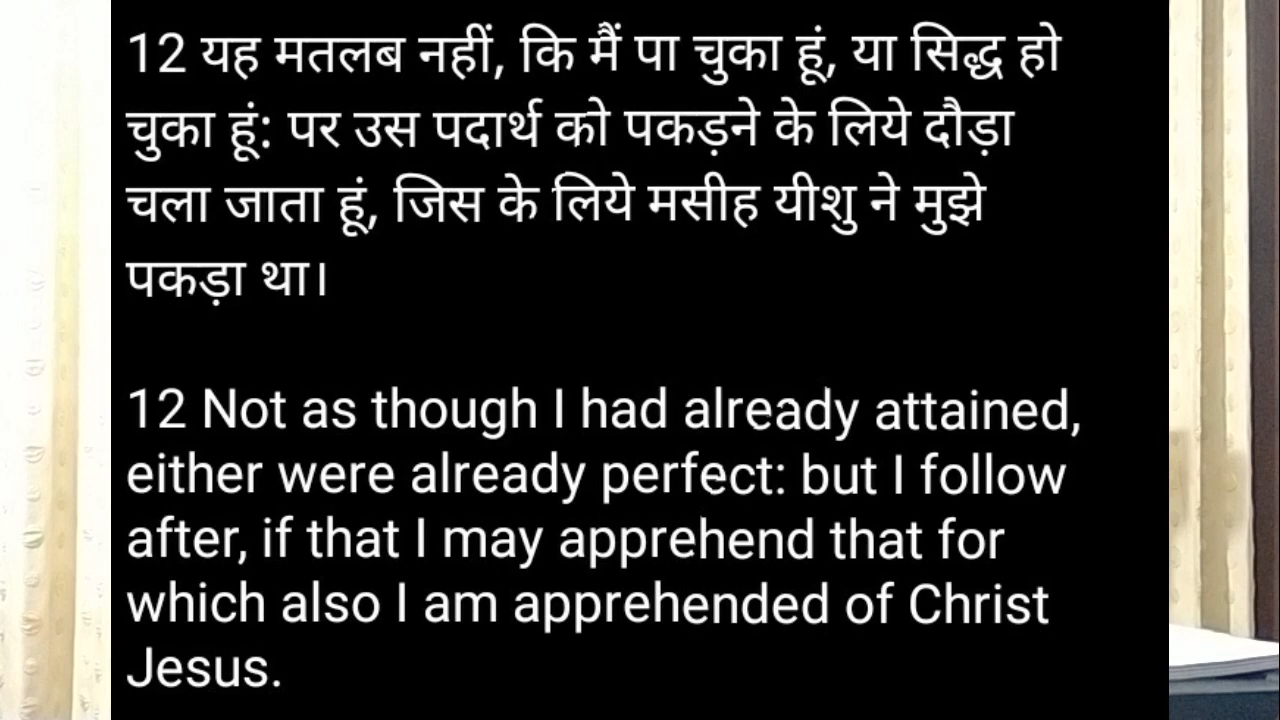 12 यह मतलब नहीं, कि मैं पा चुका हूं, या सिद्ध हो
चुका हूं: पर उस पदार्थ को पकड़ने के लिये दौड़ा
चला जाता हूं, जिस के लिये मसीह यीशु ने मुझे
पकड़ा था।
12 Not as though I had already attained,
either were already perfect: but I follow
after, if that I may apprehend that for
which also I am apprehended of Christ
Jesus.